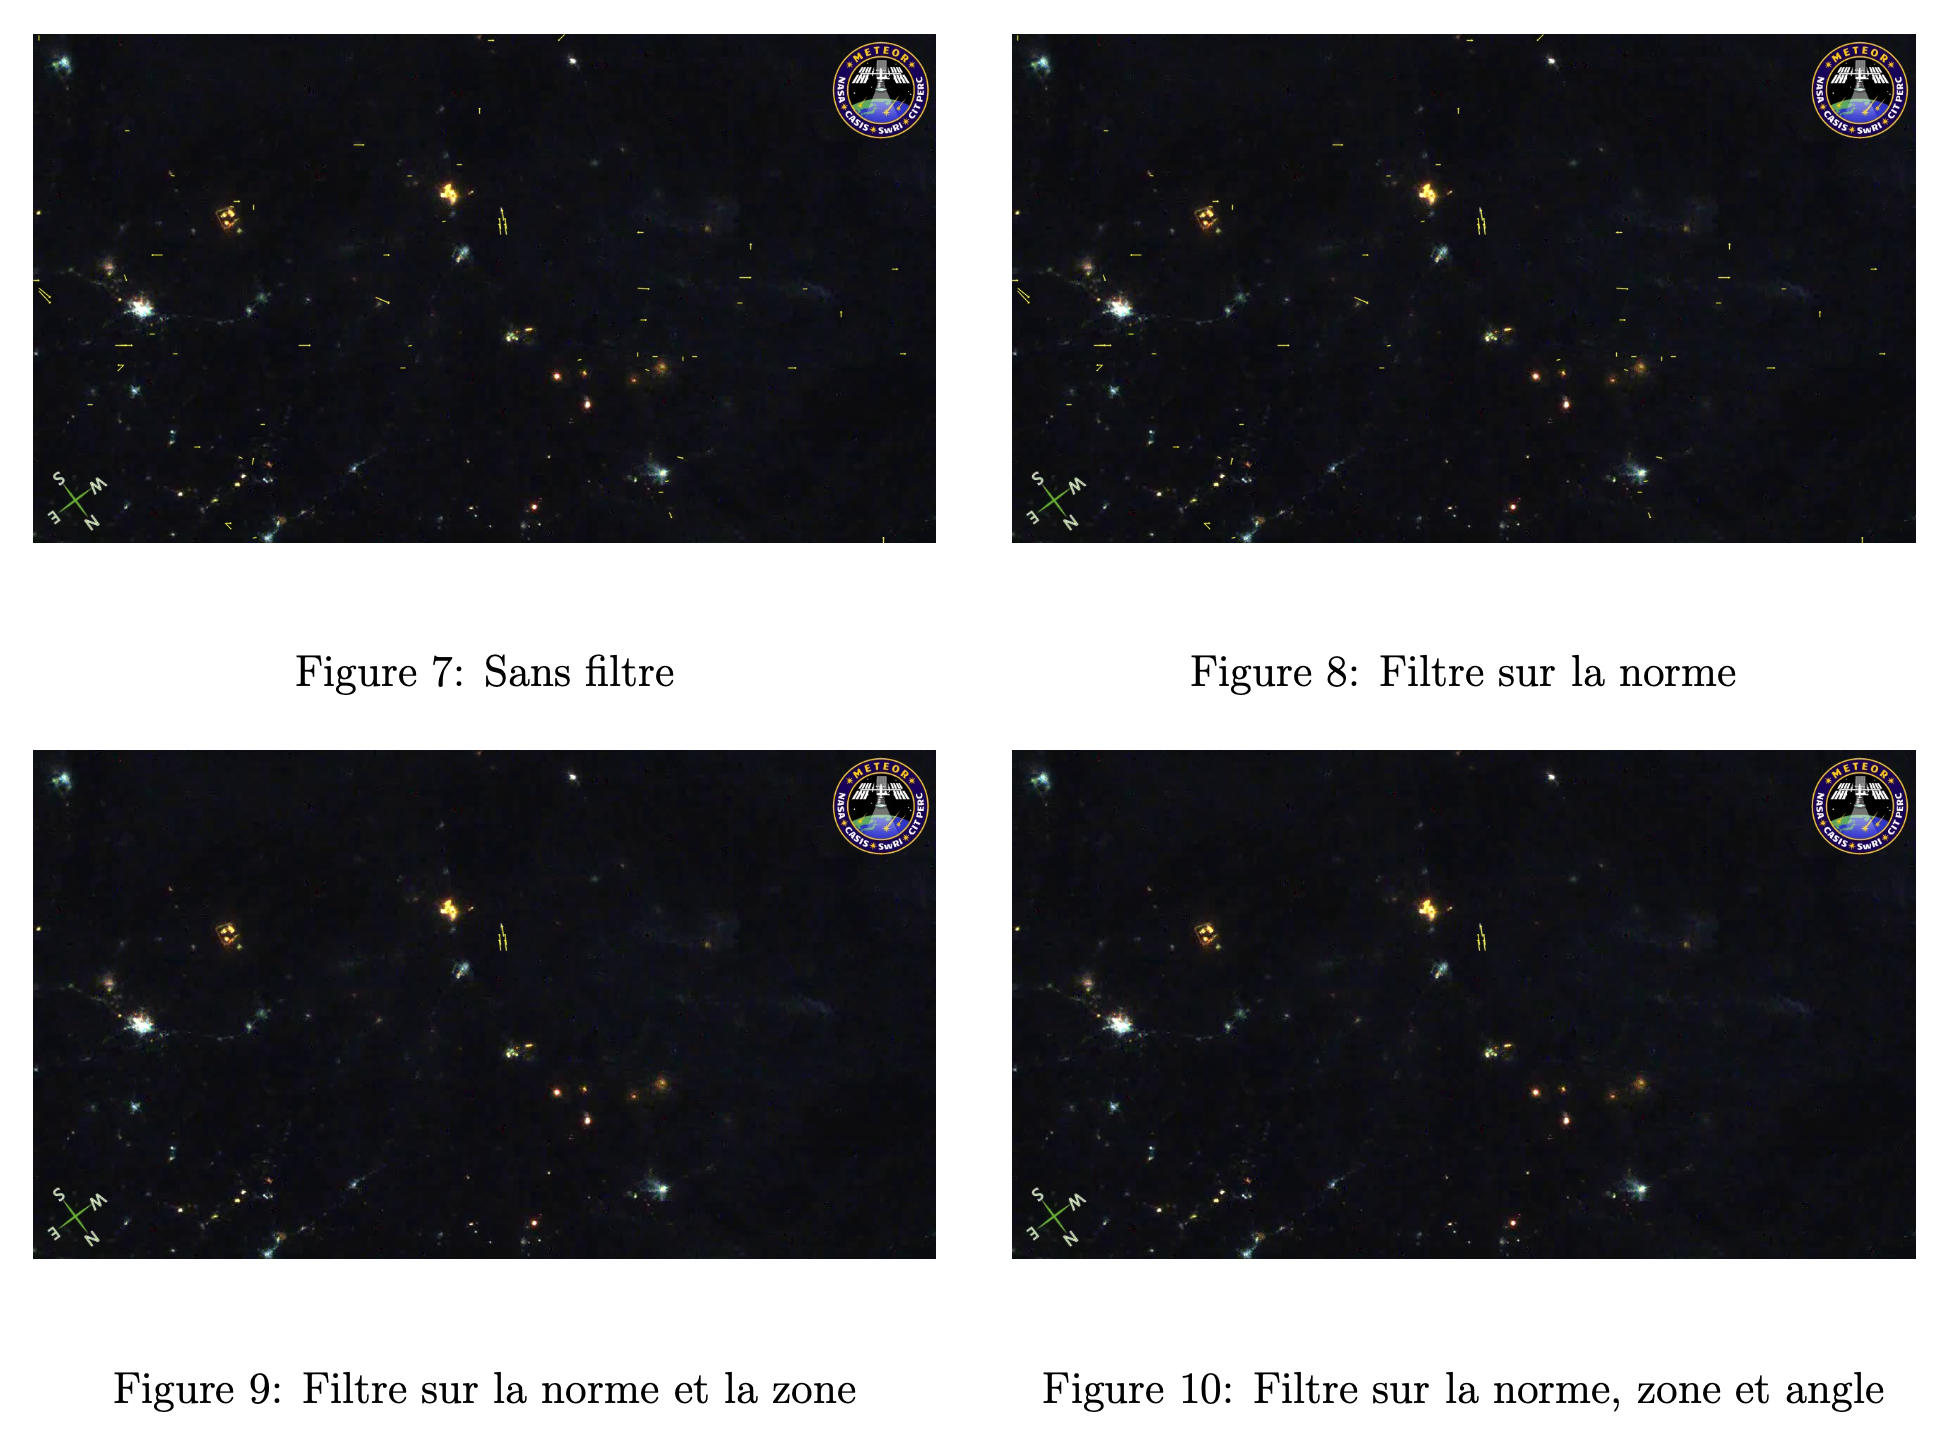 METEOR
NASA ★ CASIS ★ SwRI ★ CIT PERC
S W
E N
METEOR
NASA ★ CASIS ★ SwRI ★ CIT PERC
S W
E N
Figure 7: Sans filtre
Figure 8: Filtre sur la norme
METEOR
NASA ★ CASIS ★ SwRI ★ CIT PERC
S W
E N
METEOR
NASA ★ CASIS ★ SwRI ★ CIT PERC
S W
E N
Figure 9: Filtre sur la norme et la zone
Figure 10: Filtre sur la norme, zone et angle